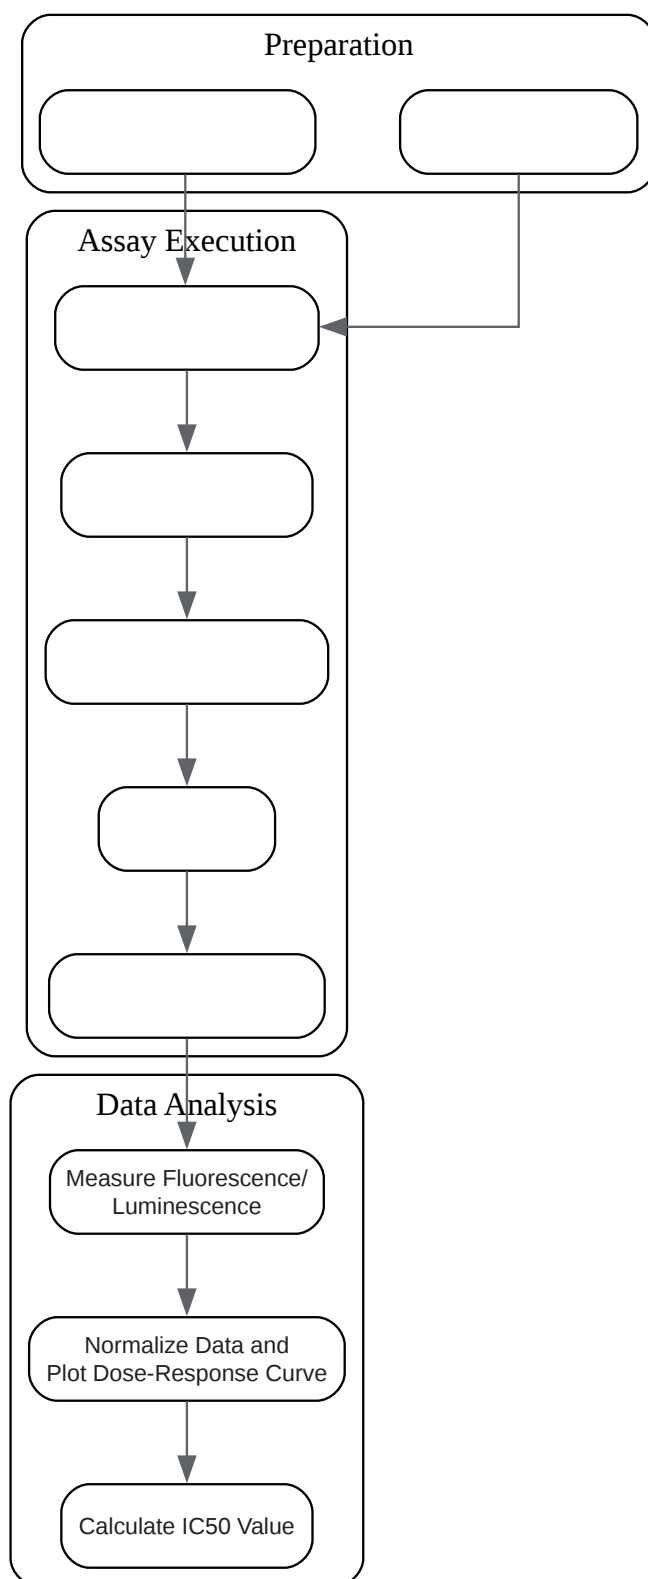 Preparation
Assay Execution
Data Analysis
Measure Fluorescence/
Luminescence
Normalize Data and
Plot Dose-Response Curve
Calculate IC50 Value